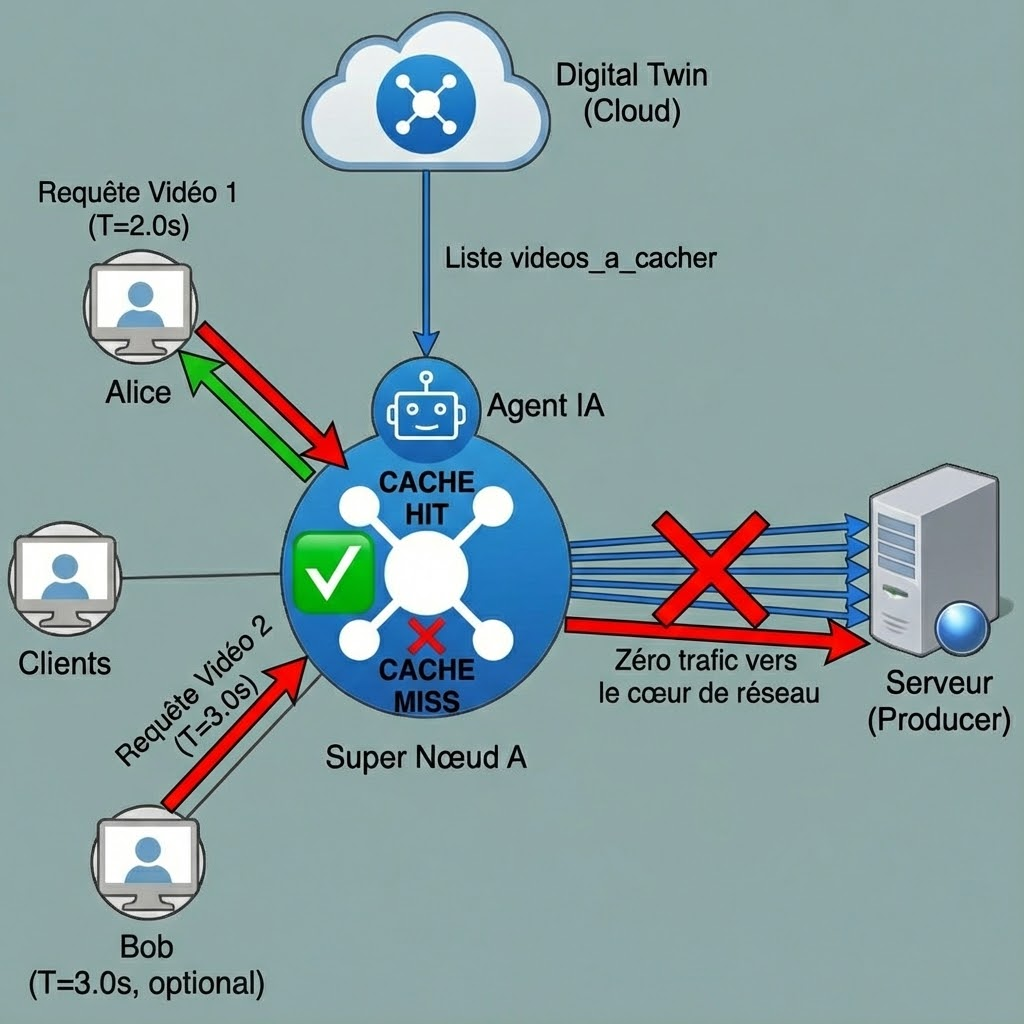 Digital Twin
(Cloud)
Requête Vidéo 1
(T=2.0s)
Liste videos_a_cacher
Alice
Agent IA
CACHE
HIT
Clients
Requête Vidéo 2
(T=3.0s)
CACHE
MISS
Zéro trafic vers
le cœur de réseau
Serveur
(Producer)
Super Nœud A
Bob
(T=3.0s, optional)